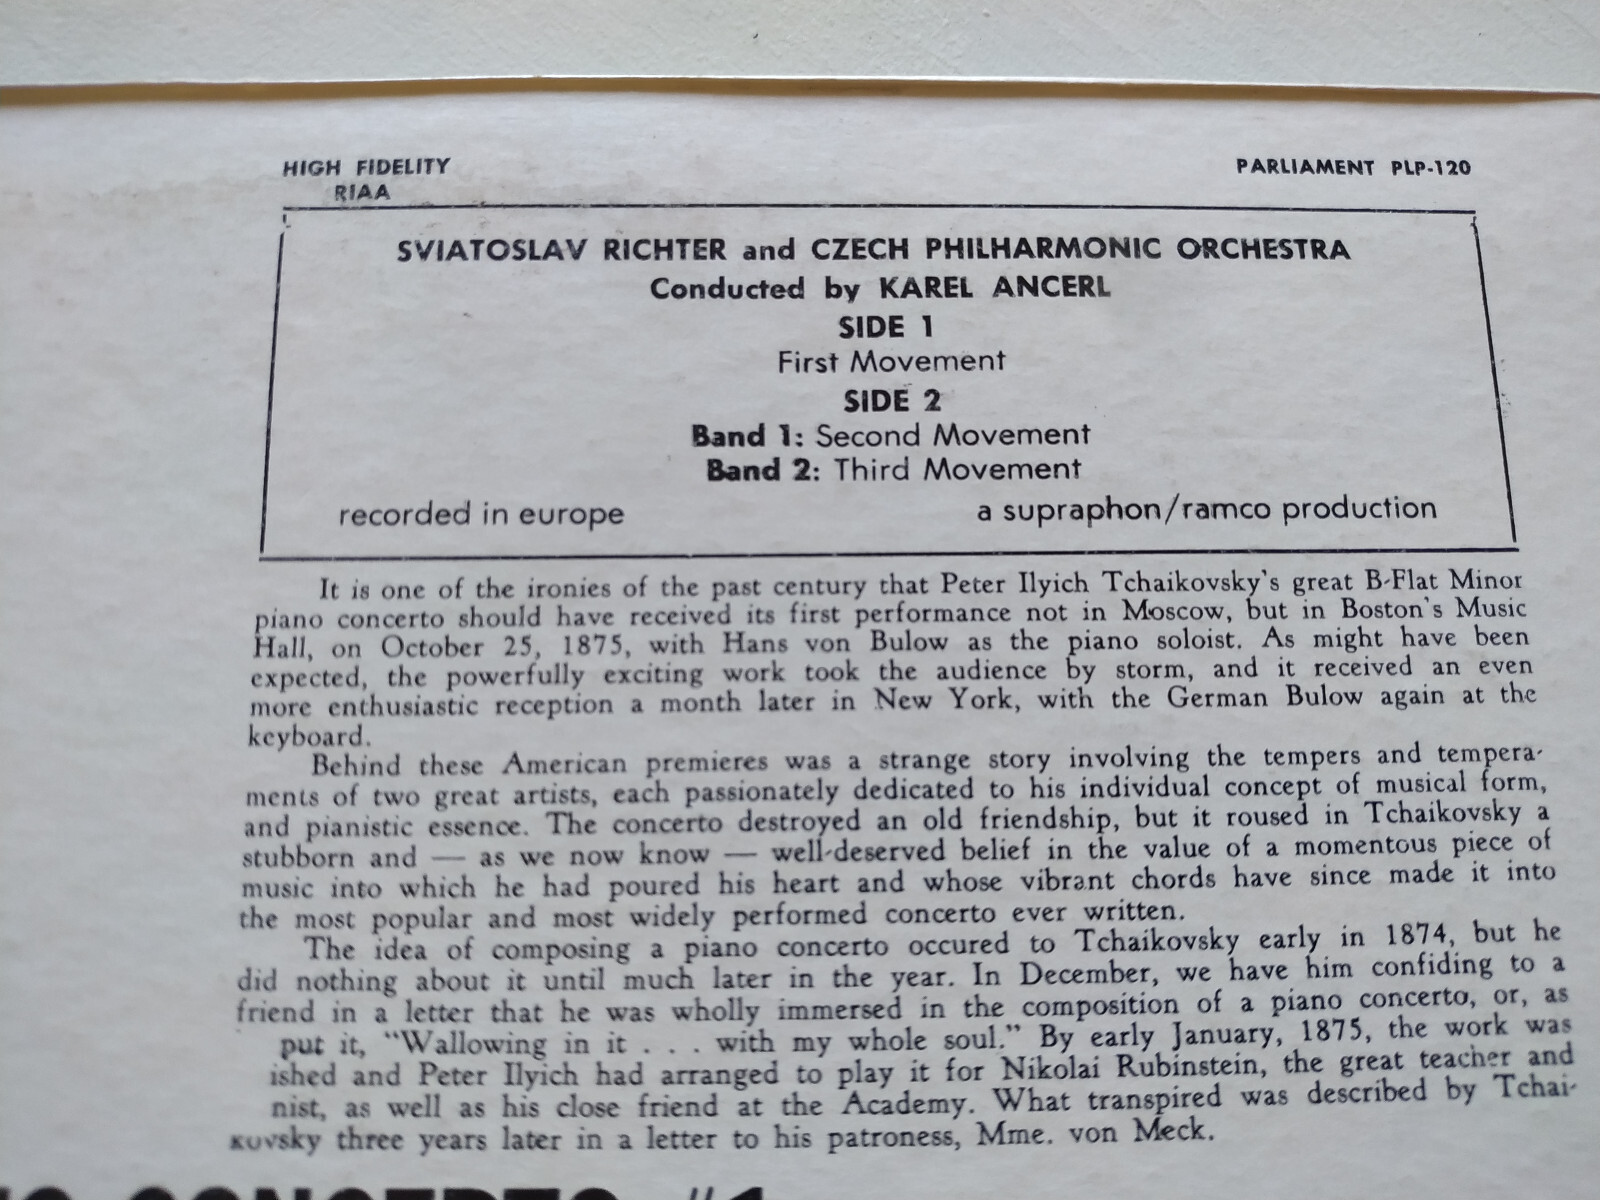 HIGH FIDELITY
RIAA
PARLIAMENT PLP-120
SVIATOSLAV RICHTER and CZECH PHILHARMONIC ORCHESTRA
Conducted by KAREL ANCERL
SIDE 1
First Movement
SIDE 2
Band 1: Second Movement
Band 2: Third Movement
recorded in europe
a supraphon/ramco production
It is one of the ironies of the past century that Peter Ilyich Tchaikovsky's great B-Flat Minor
piano concerto should have received its first performance not in Moscow, but in Boston's Music
Hall, on October 25, 1875, with Hans von Bulow as the piano soloist. As might have been
expected, the powerfully exciting work took the audience by storm, and it received an even
more enthusiastic reception a month later in New York, with the German Bulow again at the
keyboard.
Behind these American premieres was a strange story involving the tempers and tempera-
ments of two great artists, each passionately dedicated to his individual concept of musical form,
and pianistic essence. The concerto destroyed an old friendship, but it roused in Tchaikovsky a
stubborn and — as we now know — well-deserved belief in the value of a momentous piece of
music into which he had poured his heart and whose vibrant chords have since made it into
the most popular and most widely performed concerto ever written.
The idea of composing a piano concerto occured to Tchaikovsky early in 1874, but he
did nothing about it until much later in the year. In December, we have him confiding to a
friend in a letter that he was wholly immersed in the composition of a piano concerto, or, as
put it, "Wallowing in it . . . with my whole soul." By early January, 1875, the work was
ished and Peter Ilyich had arranged to play it for Nikolai Rubinstein, the great teacher and
nist, as well as his close friend at the Academy. What transpired was described by Tchai-
kovsky three years later in a letter to his patroness, Mme. von Meck.
CONCERTO #1